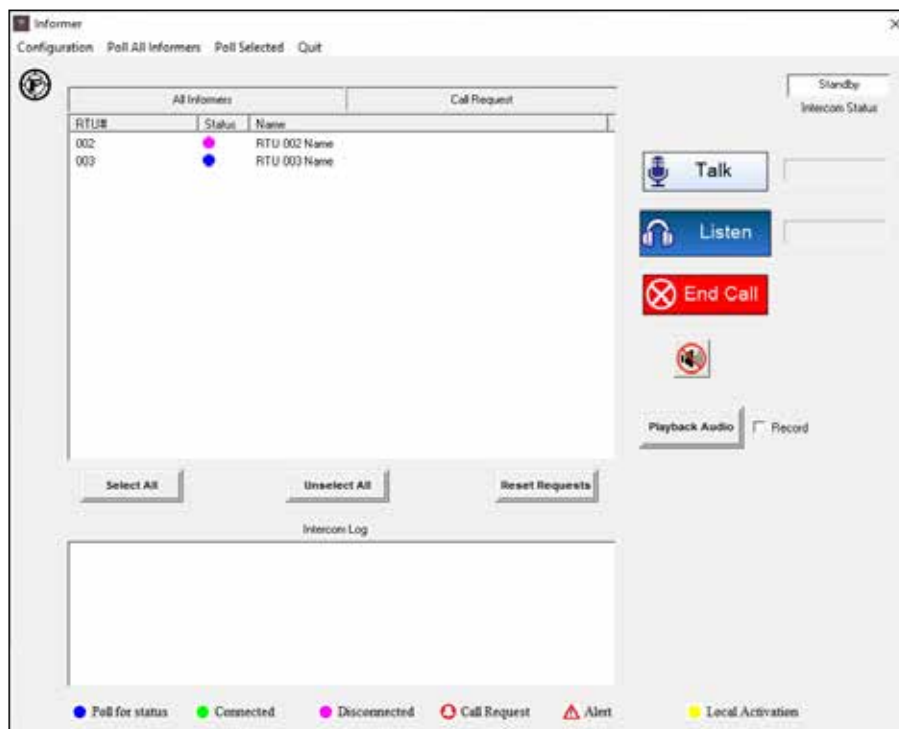 Informer
Configuration Poll All Informers Poll Selected Quit
Standby
Intercom Status
All Informers Call Request
RTU# Status Name
002 RTU 002 Name
003 RTU 003 Name
Talk
Listen
End Call
Playback Audio Record
Select All Unselect All Reset Requests
Intercom Log
Poll for status Connected Disconnected Call Request Alert Local Activation